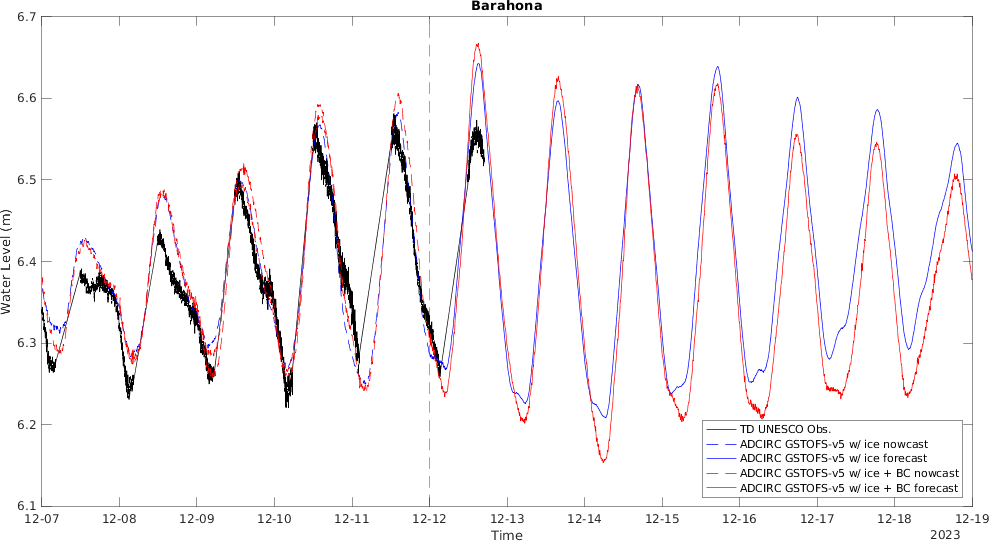 Barahona
6.7
6.6
6.5
6.4
6.3
6.2
6.1
Water Level (m)
TD UNESCO Obs.
ADCIRC GSTOFS-v5 w/ ice nowcast
ADCIRC GSTOFS-v5 w/ ice forecast
ADCIRC GSTOFS-v5 w/ ice + BC nowcast
ADCIRC GSTOFS-v5 w/ ice + BC forecast
12-07 12-08 12-09 12-10 12-11 12-12 12-13 12-14 12-15 12-16 12-17 12-18 12-19
Time
2023